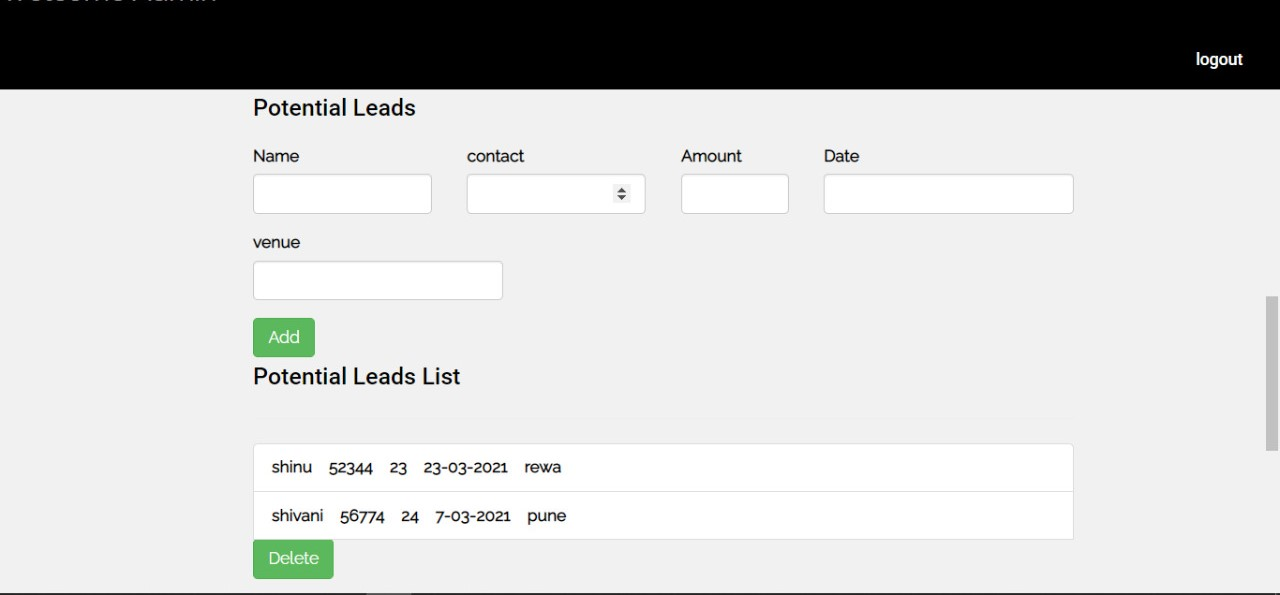 logout
Potential Leads
Name contact Amount Date
venue
Add
Potential Leads List
shinu 52344 23 23-03-2021 rewa
shivani 56774 24 7-03-2021 pune
Delete